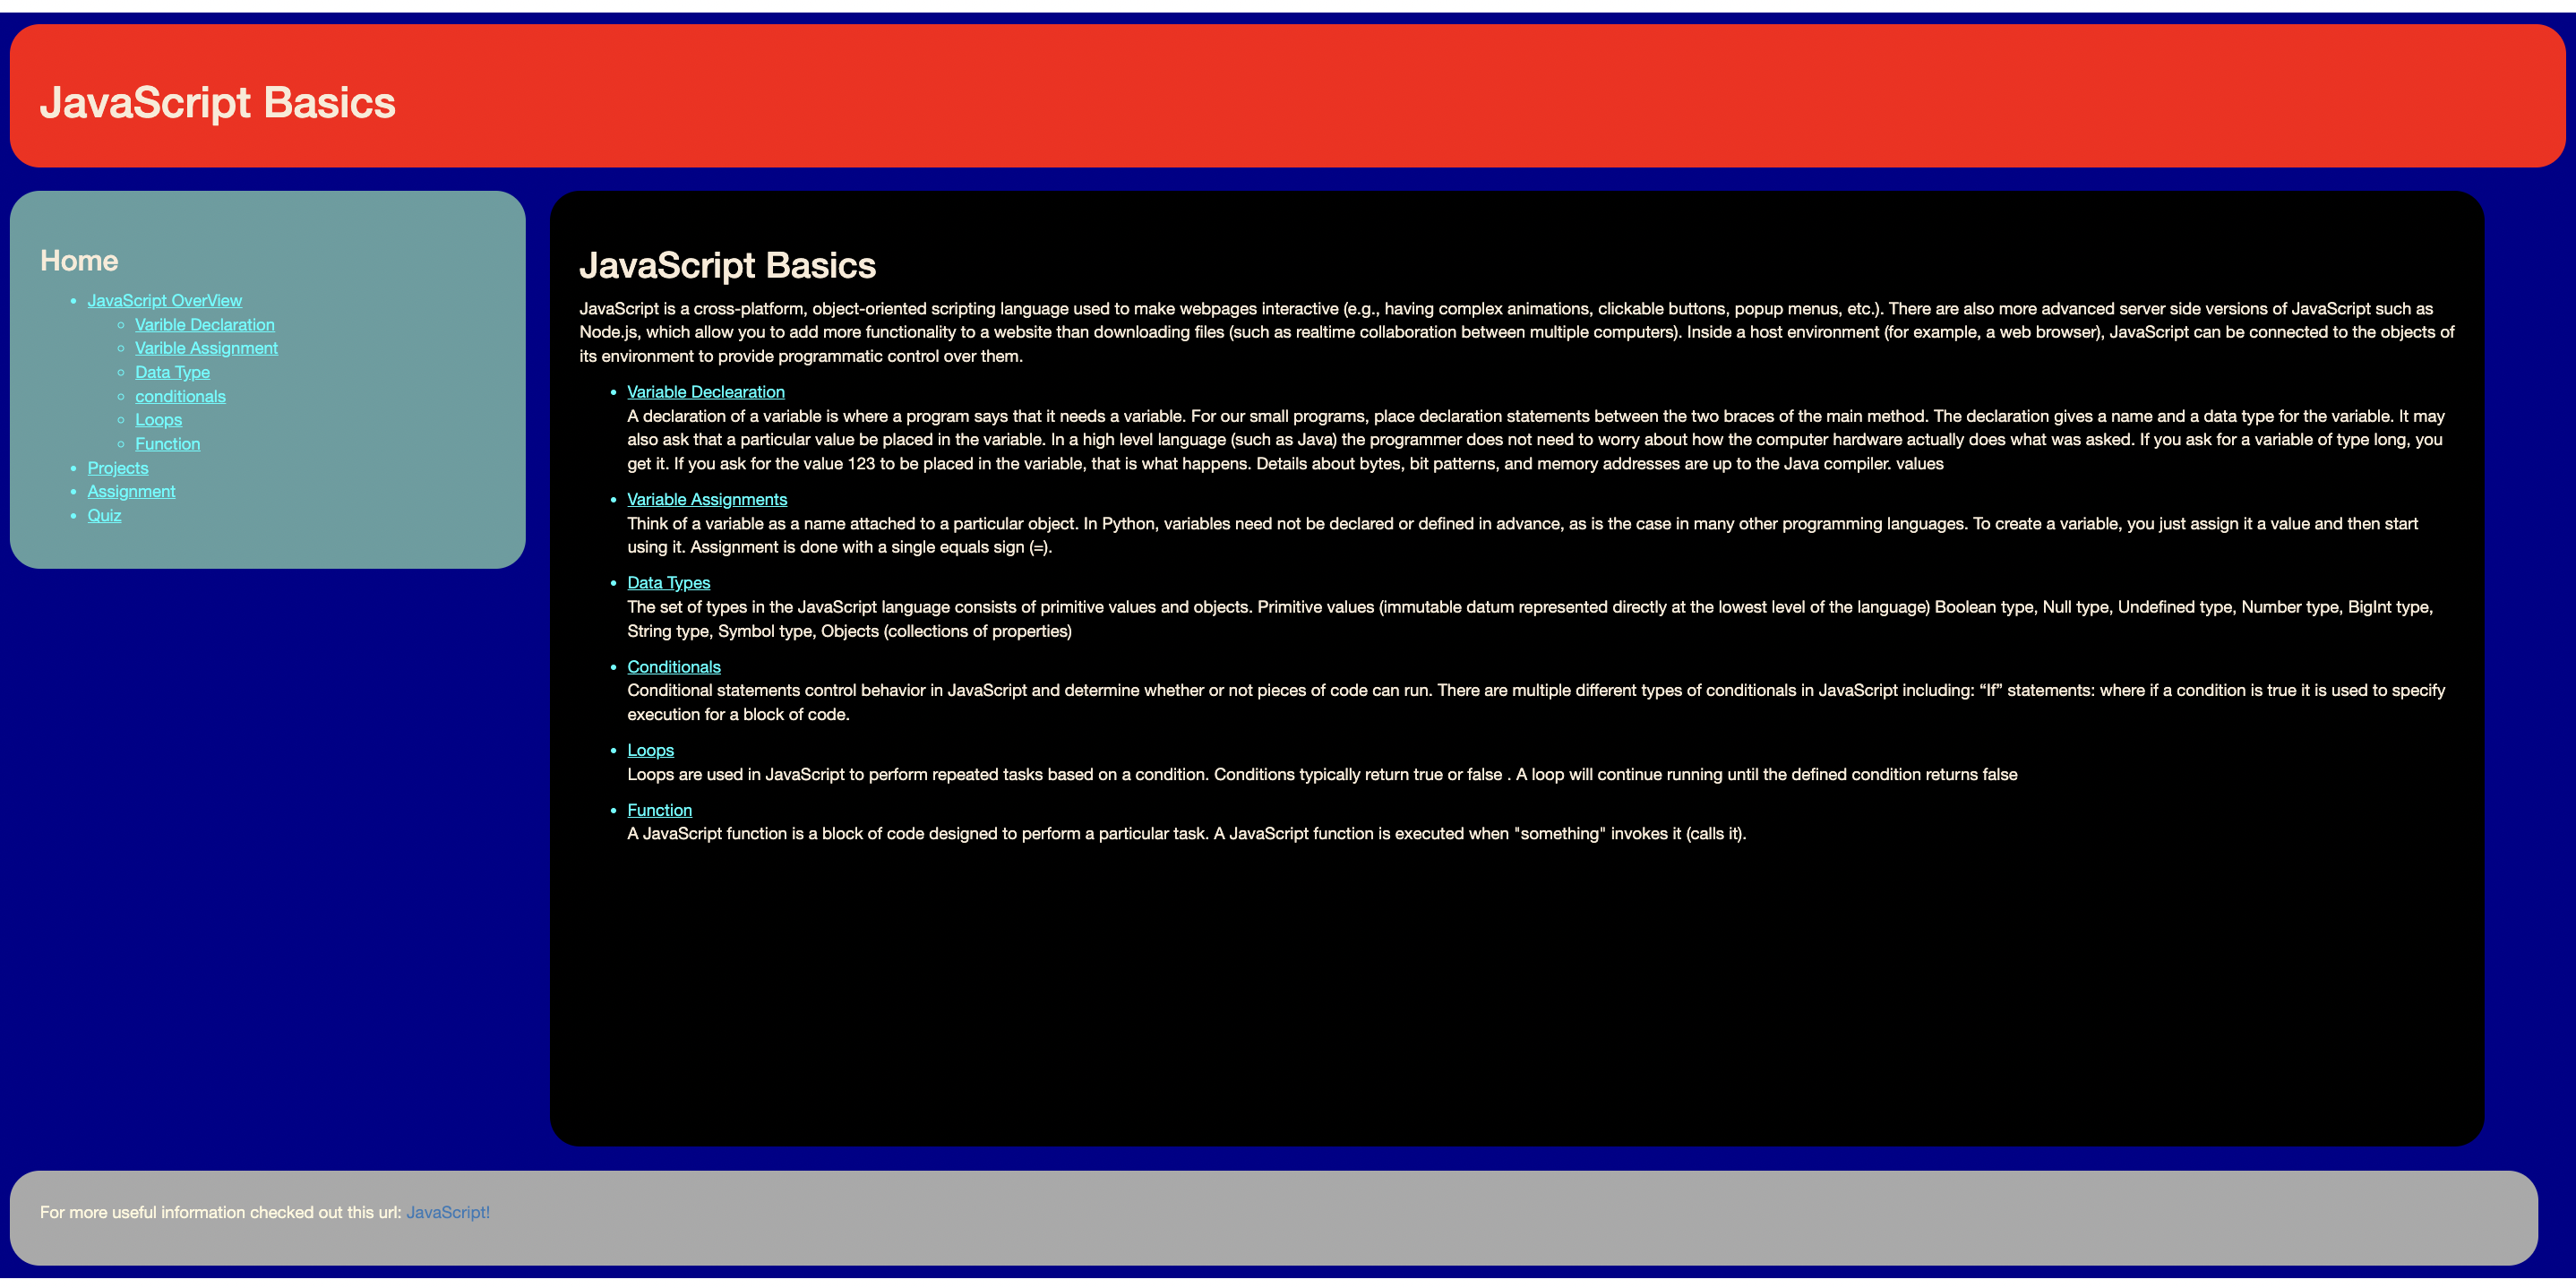 JavaScript Basics
Home
JavaScript OverView
Varible Declaration
Varible Assignment
Data Type
conditionals
Loops
Function
Projects
Assignment
Quiz
JavaScript Basics
JavaScript is a cross-platform, object-oriented scripting language used to make webpages interactive (e.g., having complex animations, clickable buttons, popup menus, etc.). There are also more advanced server side versions of JavaScript such as
Node.js, which allow you to add more functionality to a website than downloading files (such as realtime collaboration between multiple computers). Inside a host environment (for example, a web browser), JavaScript can be connected to the objects of
its environment to provide programmatic control over them.
Variable Declearation
A declaration of a variable is where a program says that it needs a variable. For our small programs, place declaration statements between the two braces of the main method. The declaration gives a name and a data type for the variable. It may
also ask that a particular value be placed in the variable. In a high level language (such as Java) the programmer does not need to worry about how the computer hardware actually does what was asked. If you ask for a variable of type long, you
get it. If you ask for the value 123 to be placed in the variable, that is what happens. Details about bytes, bit patterns, and memory addresses are up to the Java compiler. values
Variable Assignments
Think of a variable as a name attached to a particular object. In Python, variables need not be declared or defined in advance, as is the case in many other programming languages. To create a variable, you just assign it a value and then start
using it. Assignment is done with a single equals sign (=).
Data Types
The set of types in the JavaScript language consists of primitive values and objects. Primitive values (immutable datum represented directly at the lowest level of the language) Boolean type, Null type, Undefined type, Number type, BigInt type,
String type, Symbol type, Objects (collections of properties)
Conditionals
Conditional statements control behavior in JavaScript and determine whether or not pieces of code can run. There are multiple different types of conditionals in JavaScript including: “If” statements: where if a condition is true it is used to specify
execution for a block of code.
Loops
Loops are used in JavaScript to perform repeated tasks based on a condition. Conditions typically return true or false . A loop will continue running until the defined condition returns false
Function
A JavaScript function is a block of code designed to perform a particular task. A JavaScript function is executed when "something" invokes it (calls it).
For more useful information checked out this url: JavaScript!